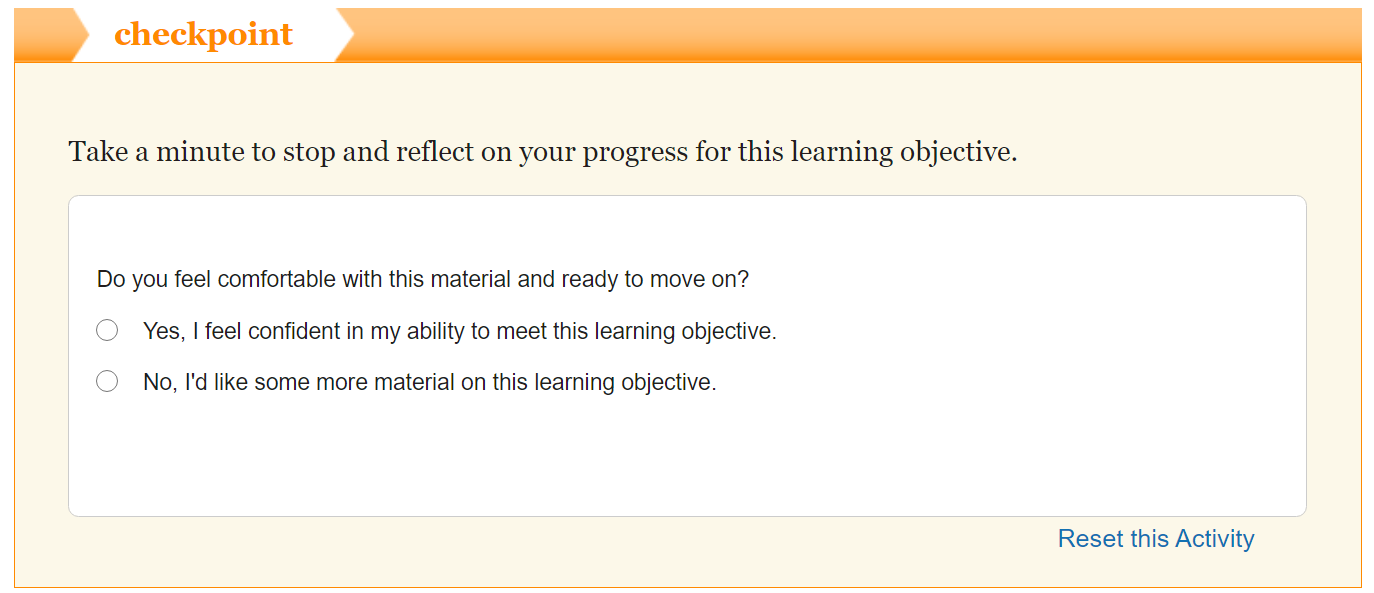 checkpoint
Take a minute to stop and reflect on your progress for this learning objective.
Do you feel comfortable with this material and ready to move on?
Yes, I feel confident in my ability to meet this learning objective.
No, I'd like some more material on this learning objective.
Reset this Activity